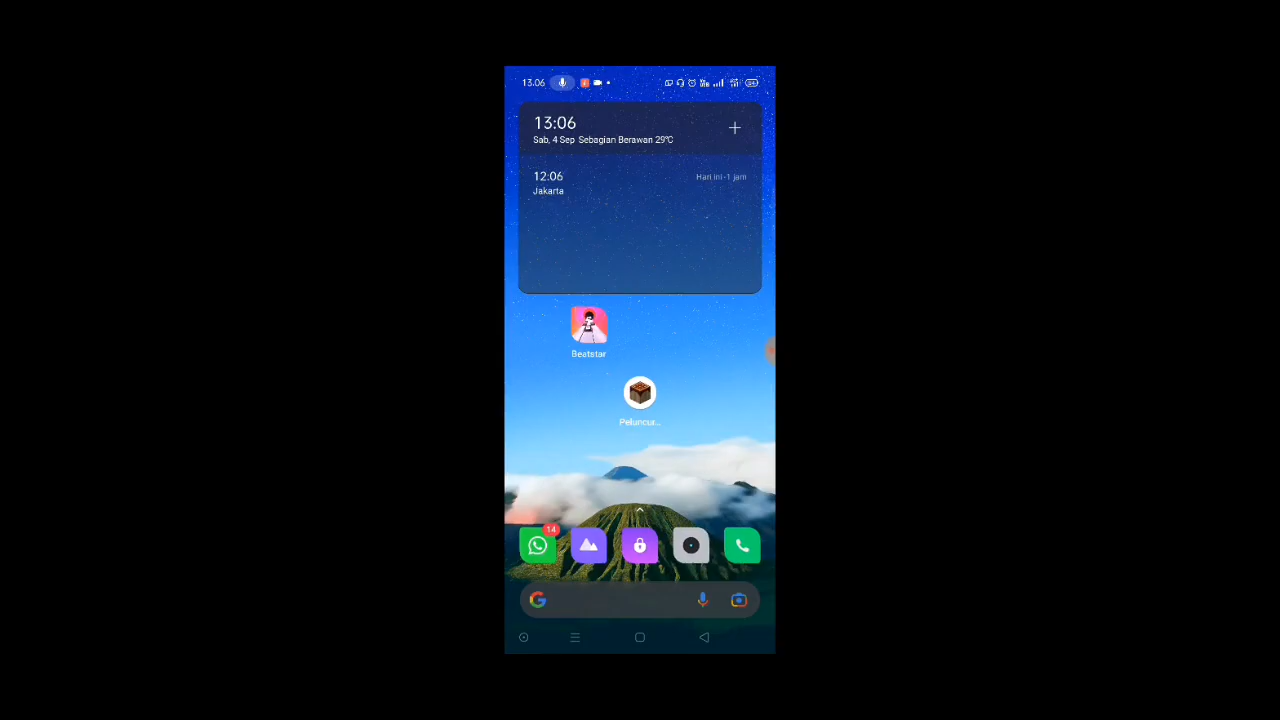 13.06
13:06
Sab, 4 Sep Sebagian Berawan 29°C
12:06
Hari ini-1 jam
Jakarta
Beatstar
Peluncur...
14